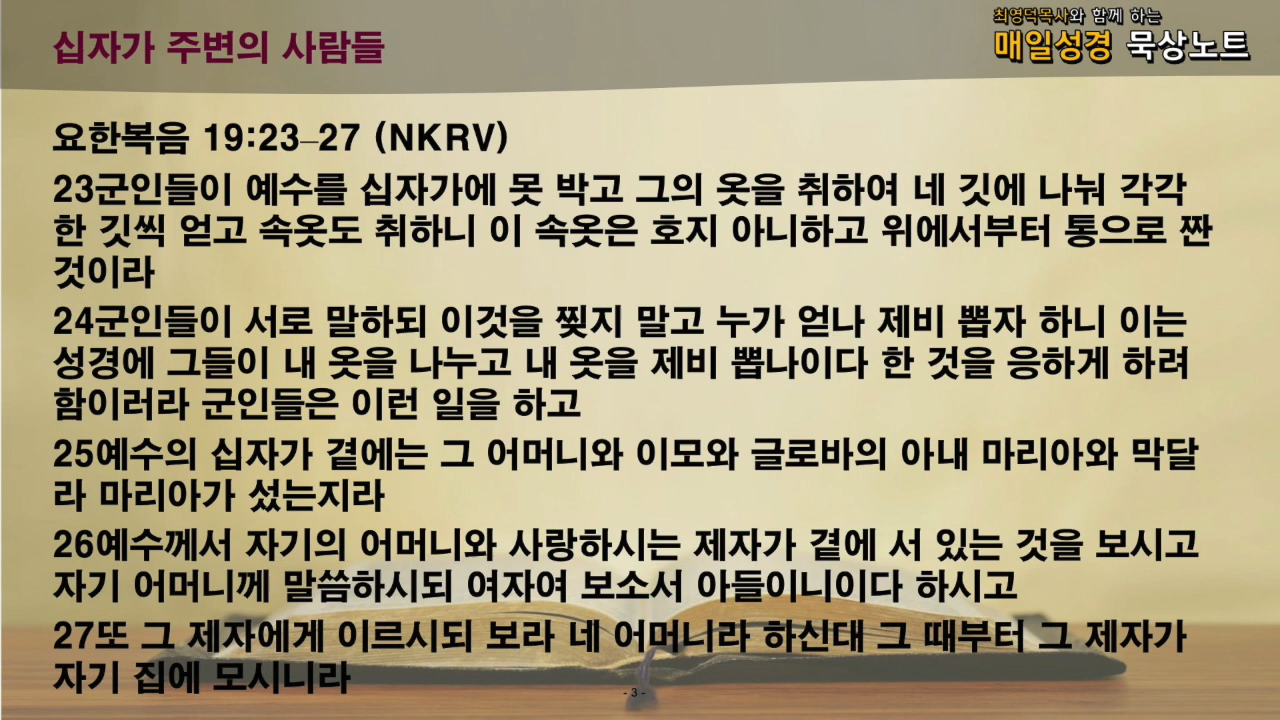 십자가 주변의 사람들
최영덕목사와 함께 하는
매일성경 묵상노트
요한복음 19:23–27 (NKRV)
23군인들이 예수를 십자가에 못 박고 그의 옷을 취하여 네 깃에 나눠 각각
한 깃씩 얻고 속옷도 취하니 이 속옷은 호지 아니하고 위에서부터 통으로 짠
것이라
24군인들이 서로 말하되 이것을 찢지 말고 누가 얻나 제비 뽑자 하니 이는
성경에 그들이 내 옷을 나누고 내 옷을 제비 뽑나이다 한 것을 응하게 하려
함이러라 군인들은 이런 일을 하고
25예수의 십자가 곁에는 그 어머니와 이모와 글로바의 아내 마리아와 막달
라 마리아가 섰는지라
26예수께서 자기의 어머니와 사랑하시는 제자가 곁에 서 있는 것을 보시고
자기 어머니께 말씀하시되 여자여 보소서 아들이니이다 하시고
27또 그 제자에게 이르시되 보라 네 어머니라 하신대 그 때부터 그 제자가
자기 집에 모시니라
- 3 -